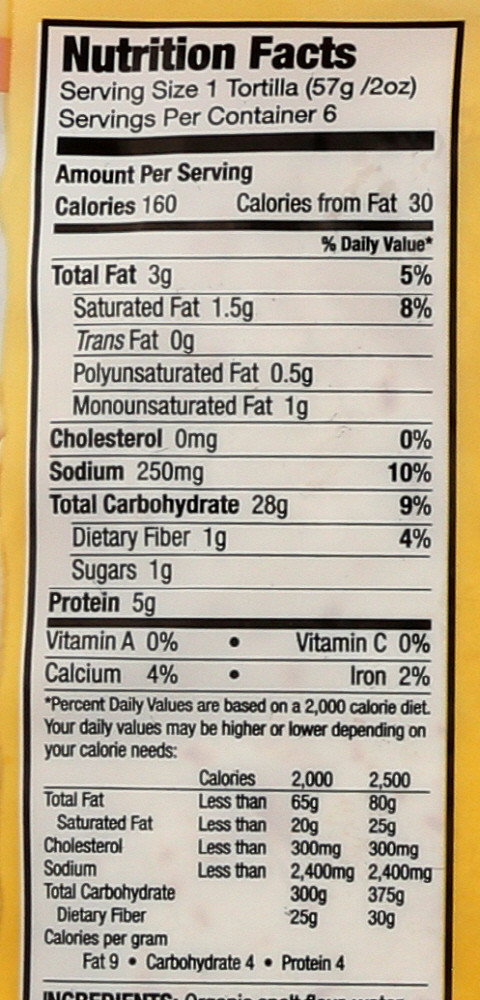 Nutrition Facts
Serving Size 1 Tortilla (57g /2oz)
Servings Per Container 6
Amount Per Serving
Calories 160 Calories from Fat 30
% Daily Value*
Total Fat 3g 5%
Saturated Fat 1.5g 8%
Trans Fat 0g
Polyunsaturated Fat 0.5g
Monounsaturated Fat 1g
Cholesterol 0mg 0%
Sodium 250mg 10%
Total Carbohydrate 28g 9%
Dietary Fiber 1g 4%
Sugars 1g
Protein 5g
Vitamin A 0% • Vitamin C 0%
Calcium 4% • Iron 2%
*Percent Daily Values are based on a 2,000 calorie diet.
Your daily values may be higher or lower depending on
your calorie needs:
Calories 2,000 2,500
Total Fat Less than 65g 80g
Saturated Fat Less than 20g 25g
Cholesterol Less than 300mg 300mg
Sodium Less than 2,400mg 2,400mg
Total Carbohydrate 300g 375g
Dietary Fiber 25g 30g
Calories per gram
Fat 9 • Carbohydrate 4 • Protein 4
INGREDIENTS: Organic spelt flour, water,